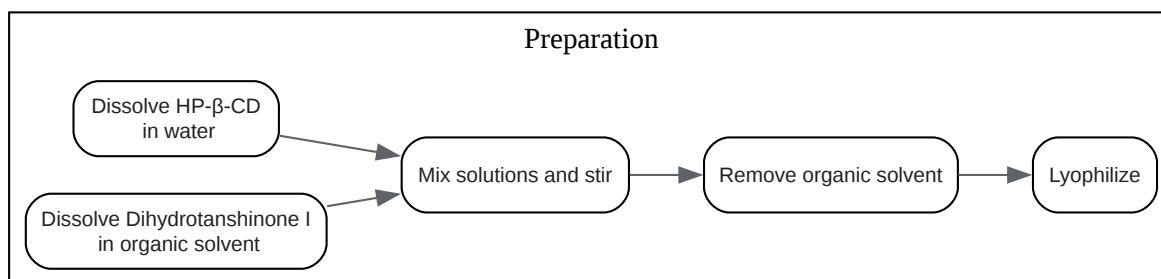 Preparation
Dissolve HP-β-CD
in water
Dissolve Dihydrotanshinone I
in organic solvent
Mix solutions and stir
Remove organic solvent
Lyophilize